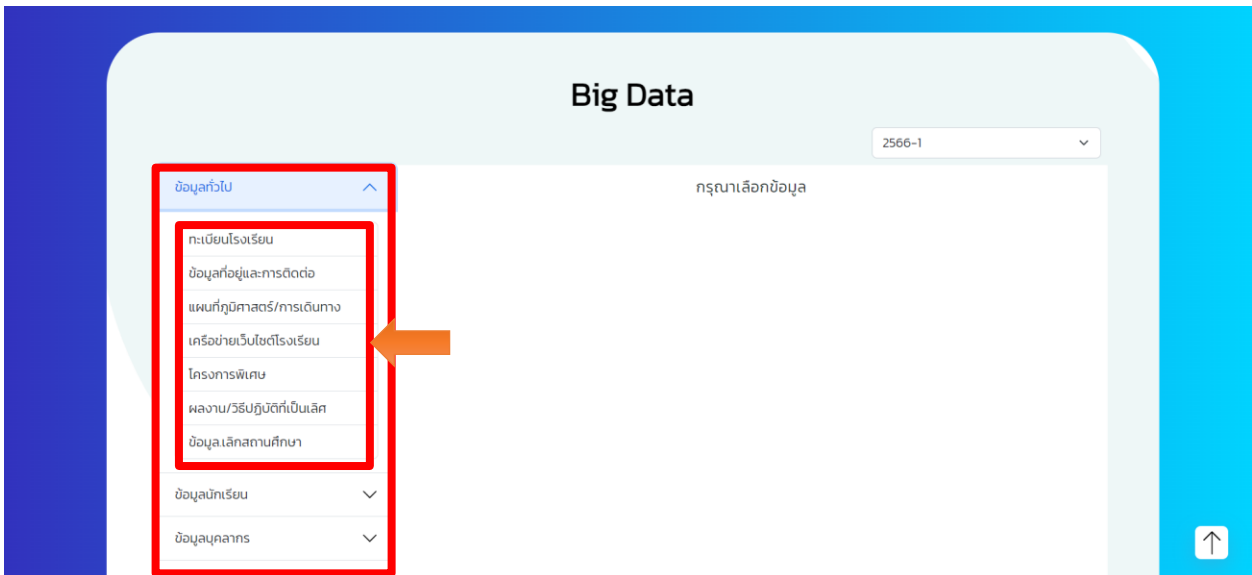 Big Data
2566-1
ข้อมูลทั่วไป
กรุณาเลือกข้อมูล
ทะเบียนโรงเรียน
ข้อมูลที่อยู่และการติดต่อ
แผนที่ภูมิศาสตร์/การเดินทาง
เครือข่ายเว็บไซต์โรงเรียน
โครงการพิเศษ
ผลงาน/วิธีปฏิบัติที่เป็นเลิศ
ข้อมูล.เลิกสถานศึกษา
ข้อมูลนักเรียน
ข้อมูลบุคลากร